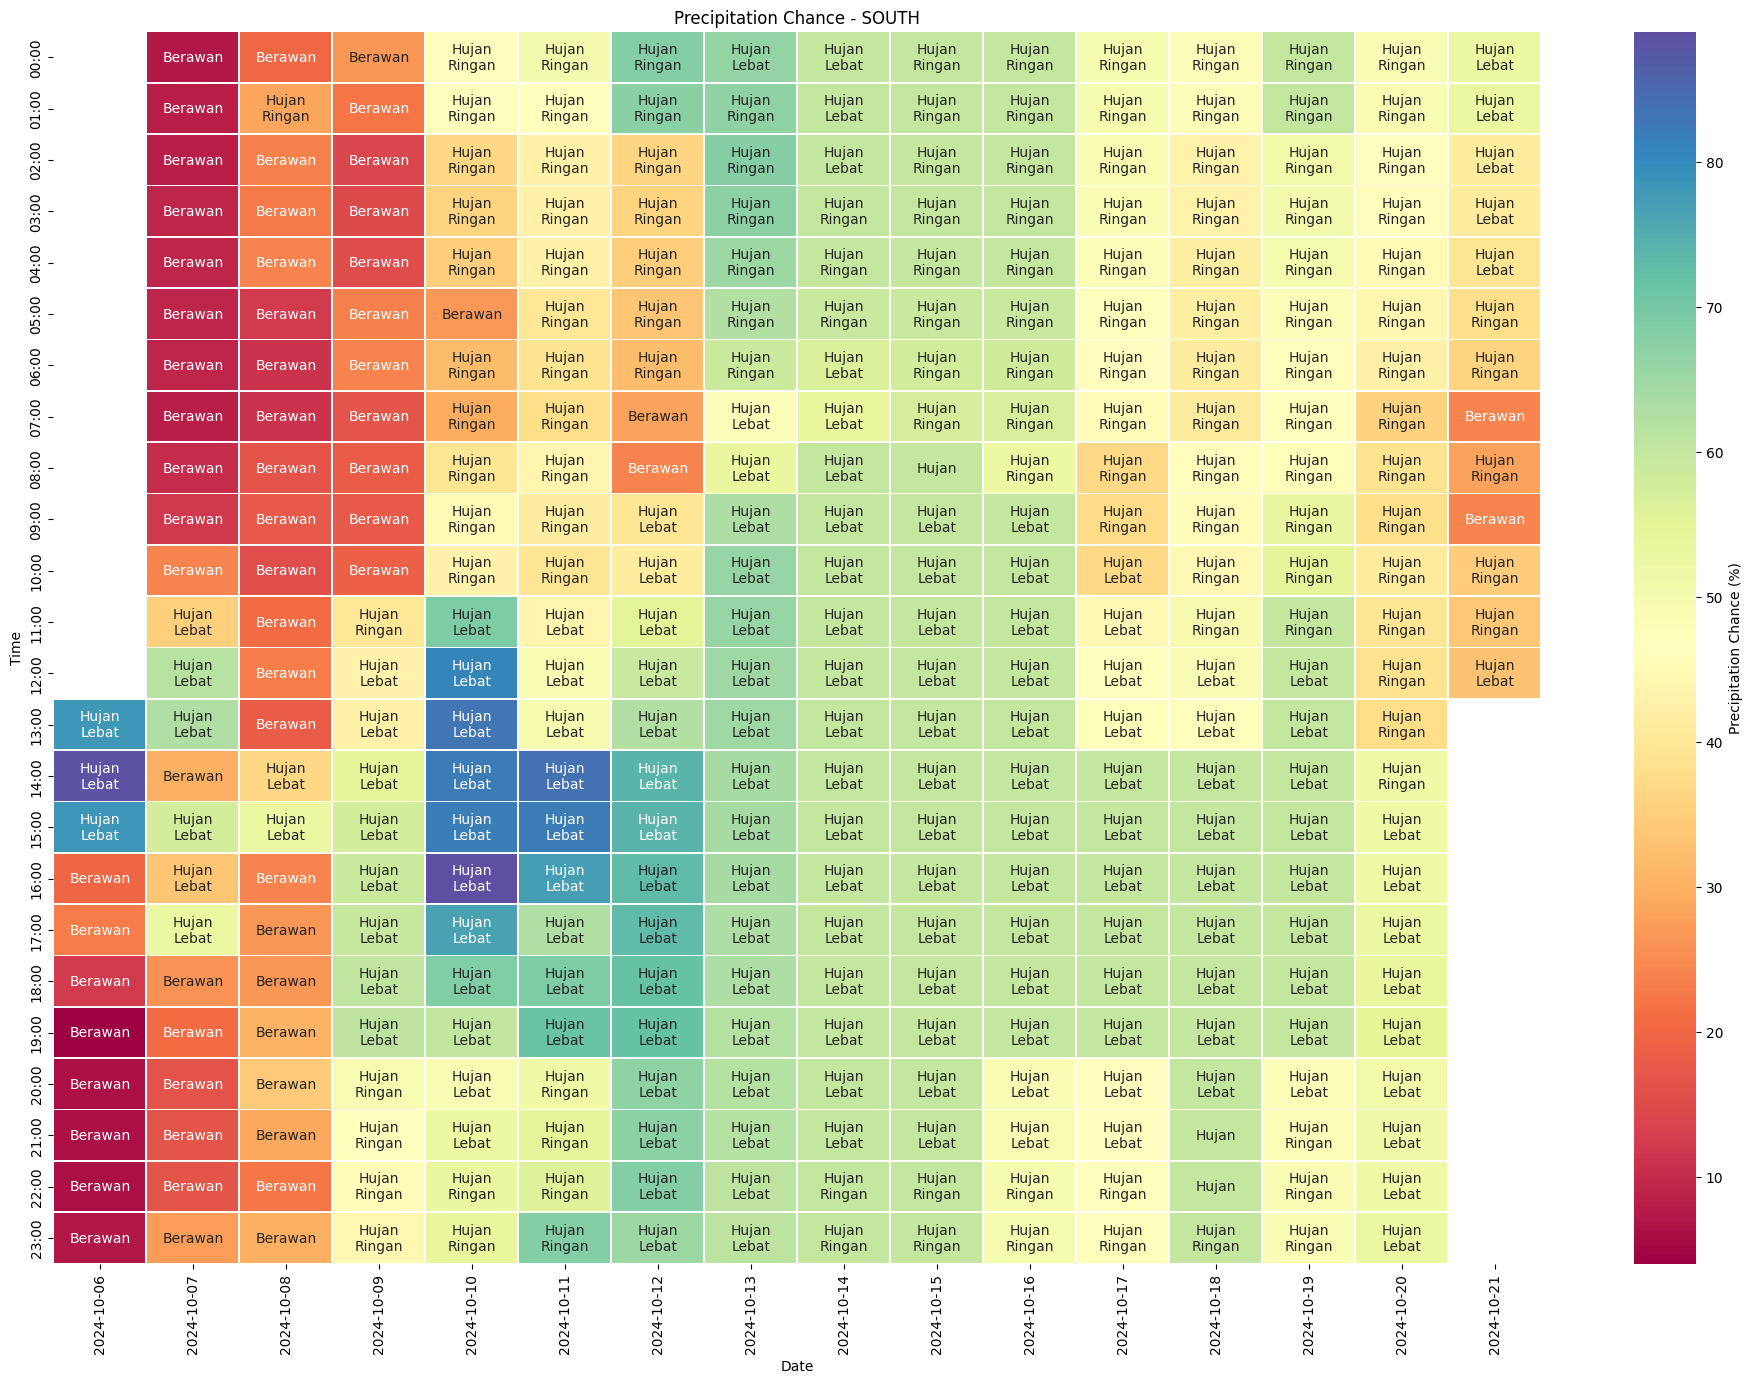 Precipitation Chance - SOUTH
00:00 Berawan Berawan Berawan Hujan Ringan Hujan Ringan Hujan Ringan Hujan Lebat Hujan Lebat Hujan Ringan Hujan Ringan Hujan Ringan Hujan Ringan Hujan Ringan Hujan Ringan Hujan Lebat
01:00 Berawan Hujan Ringan Berawan Hujan Ringan Hujan Ringan Hujan Ringan Hujan Ringan Hujan Lebat Hujan Ringan Hujan Ringan Hujan Ringan Hujan Ringan Hujan Ringan Hujan Ringan Hujan Lebat
02:00 Berawan Berawan Berawan Hujan Ringan Hujan Ringan Hujan Ringan Hujan Ringan Hujan Lebat Hujan Ringan Hujan Ringan Hujan Ringan Hujan Ringan Hujan Ringan Hujan Ringan Hujan Lebat
03:00 Berawan Berawan Berawan Hujan Ringan Hujan Ringan Hujan Ringan Hujan Ringan Hujan Ringan Hujan Ringan Hujan Ringan Hujan Ringan Hujan Ringan Hujan Ringan Hujan Ringan Hujan Lebat
04:00 Berawan Berawan Berawan Hujan Ringan Hujan Ringan Hujan Ringan Hujan Ringan Hujan Ringan Hujan Ringan Hujan Ringan Hujan Ringan Hujan Ringan Hujan Ringan Hujan Ringan Hujan Lebat
05:00 Berawan Berawan Berawan Berawan Hujan Ringan Hujan Ringan Hujan Ringan Hujan Ringan Hujan Ringan Hujan Ringan Hujan Ringan Hujan Ringan Hujan Ringan Hujan Ringan Hujan Ringan
06:00 Berawan Berawan Berawan Hujan Ringan Hujan Ringan Hujan Ringan Hujan Ringan Hujan Lebat Hujan Ringan Hujan Ringan Hujan Ringan Hujan Ringan Hujan Ringan Hujan Ringan Hujan Ringan
07:00 Berawan Berawan Berawan Hujan Ringan Hujan Ringan Berawan Hujan Lebat Hujan Lebat Hujan Ringan Hujan Ringan Hujan Ringan Hujan Ringan Hujan Ringan Hujan Ringan Berawan
08:00 Berawan Berawan Berawan Hujan Ringan Hujan Ringan Berawan Hujan Lebat Hujan Lebat Hujan Hujan Ringan Hujan Ringan Hujan Ringan Hujan Ringan Hujan Ringan Hujan Ringan
09:00 Berawan Berawan Berawan Hujan Ringan Hujan Ringan Hujan Lebat Hujan Lebat Hujan Lebat Hujan Lebat Hujan Lebat Hujan Ringan Hujan Ringan Hujan Ringan Hujan Ringan Berawan
10:00 Berawan Berawan Berawan Hujan Ringan Hujan Ringan Hujan Lebat Hujan Lebat Hujan Lebat Hujan Lebat Hujan Lebat Hujan Lebat Hujan Ringan Hujan Ringan Hujan Ringan Hujan Ringan
11:00 Hujan Lebat Berawan Hujan Ringan Hujan Lebat Hujan Lebat Hujan Lebat Hujan Lebat Hujan Lebat Hujan Lebat Hujan Lebat Hujan Lebat Hujan Ringan Hujan Ringan Hujan Ringan Hujan Ringan
12:00 Hujan Lebat Berawan Hujan Lebat Hujan Lebat Hujan Lebat Hujan Lebat Hujan Lebat Hujan Lebat Hujan Lebat Hujan Lebat Hujan Lebat Hujan Lebat Hujan Lebat Hujan Ringan Hujan Lebat
13:00 Hujan Lebat Hujan Lebat Berawan Hujan Lebat Hujan Lebat Hujan Lebat Hujan Lebat Hujan Lebat Hujan Lebat Hujan Lebat Hujan Lebat Hujan Lebat Hujan Lebat Hujan Lebat Hujan Ringan
14:00 Hujan Lebat Berawan Hujan Lebat Hujan Lebat Hujan Lebat Hujan Lebat Hujan Lebat Hujan Lebat Hujan Lebat Hujan Lebat Hujan Lebat Hujan Lebat Hujan Lebat Hujan Lebat Hujan Ringan
15:00 Hujan Lebat Hujan Lebat Hujan Lebat Hujan Lebat Hujan Lebat Hujan Lebat Hujan Lebat Hujan Lebat Hujan Lebat Hujan Lebat Hujan Lebat Hujan Lebat Hujan Lebat Hujan Lebat Hujan Lebat
16:00 Berawan Hujan Lebat Berawan Hujan Lebat Hujan Lebat Hujan Lebat Hujan Lebat Hujan Lebat Hujan Lebat Hujan Lebat Hujan Lebat Hujan Lebat Hujan Lebat Hujan Lebat Hujan Lebat
17:00 Berawan Hujan Lebat Berawan Hujan Lebat Hujan Lebat Hujan Lebat Hujan Lebat Hujan Lebat Hujan Lebat Hujan Lebat Hujan Lebat Hujan Lebat Hujan Lebat Hujan Lebat Hujan Lebat
18:00 Berawan Berawan Berawan Hujan Lebat Hujan Lebat Hujan Lebat Hujan Lebat Hujan Lebat Hujan Lebat Hujan Lebat Hujan Lebat Hujan Lebat Hujan Lebat Hujan Lebat Hujan Lebat
19:00 Berawan Berawan Berawan Hujan Lebat Hujan Lebat Hujan Lebat Hujan Lebat Hujan Lebat Hujan Lebat Hujan Lebat Hujan Lebat Hujan Lebat Hujan Lebat Hujan Lebat Hujan Lebat
20:00 Berawan Berawan Berawan Hujan Ringan Hujan Lebat Hujan Ringan Hujan Lebat Hujan Lebat Hujan Lebat Hujan Lebat Hujan Lebat Hujan Lebat Hujan Lebat Hujan Lebat Hujan Lebat
21:00 Berawan Berawan Berawan Hujan Ringan Hujan Lebat Hujan Ringan Hujan Lebat Hujan Lebat Hujan Lebat Hujan Lebat Hujan Lebat Hujan Lebat Hujan Hujan Ringan Hujan Lebat
22:00 Berawan Berawan Berawan Hujan Ringan Hujan Ringan Hujan Ringan Hujan Lebat Hujan Lebat Hujan Ringan Hujan Ringan Hujan Ringan Hujan Ringan Hujan Hujan Ringan Hujan Lebat
23:00 Berawan Berawan Berawan Hujan Ringan Hujan Ringan Hujan Ringan Hujan Lebat Hujan Lebat Hujan Ringan Hujan Ringan Hujan Ringan Hujan Ringan Hujan Ringan Hujan Ringan Hujan Lebat
Time
2024-10-06 2024-10-07 2024-10-08 2024-10-09 2024-10-10 2024-10-11 2024-10-12 2024-10-13 2024-10-14 2024-10-15 2024-10-16 2024-10-17 2024-10-18 2024-10-19 2024-10-20 2024-10-21
Date
80
70
60
50
40
30
20
10
Precipitation Chance (%)